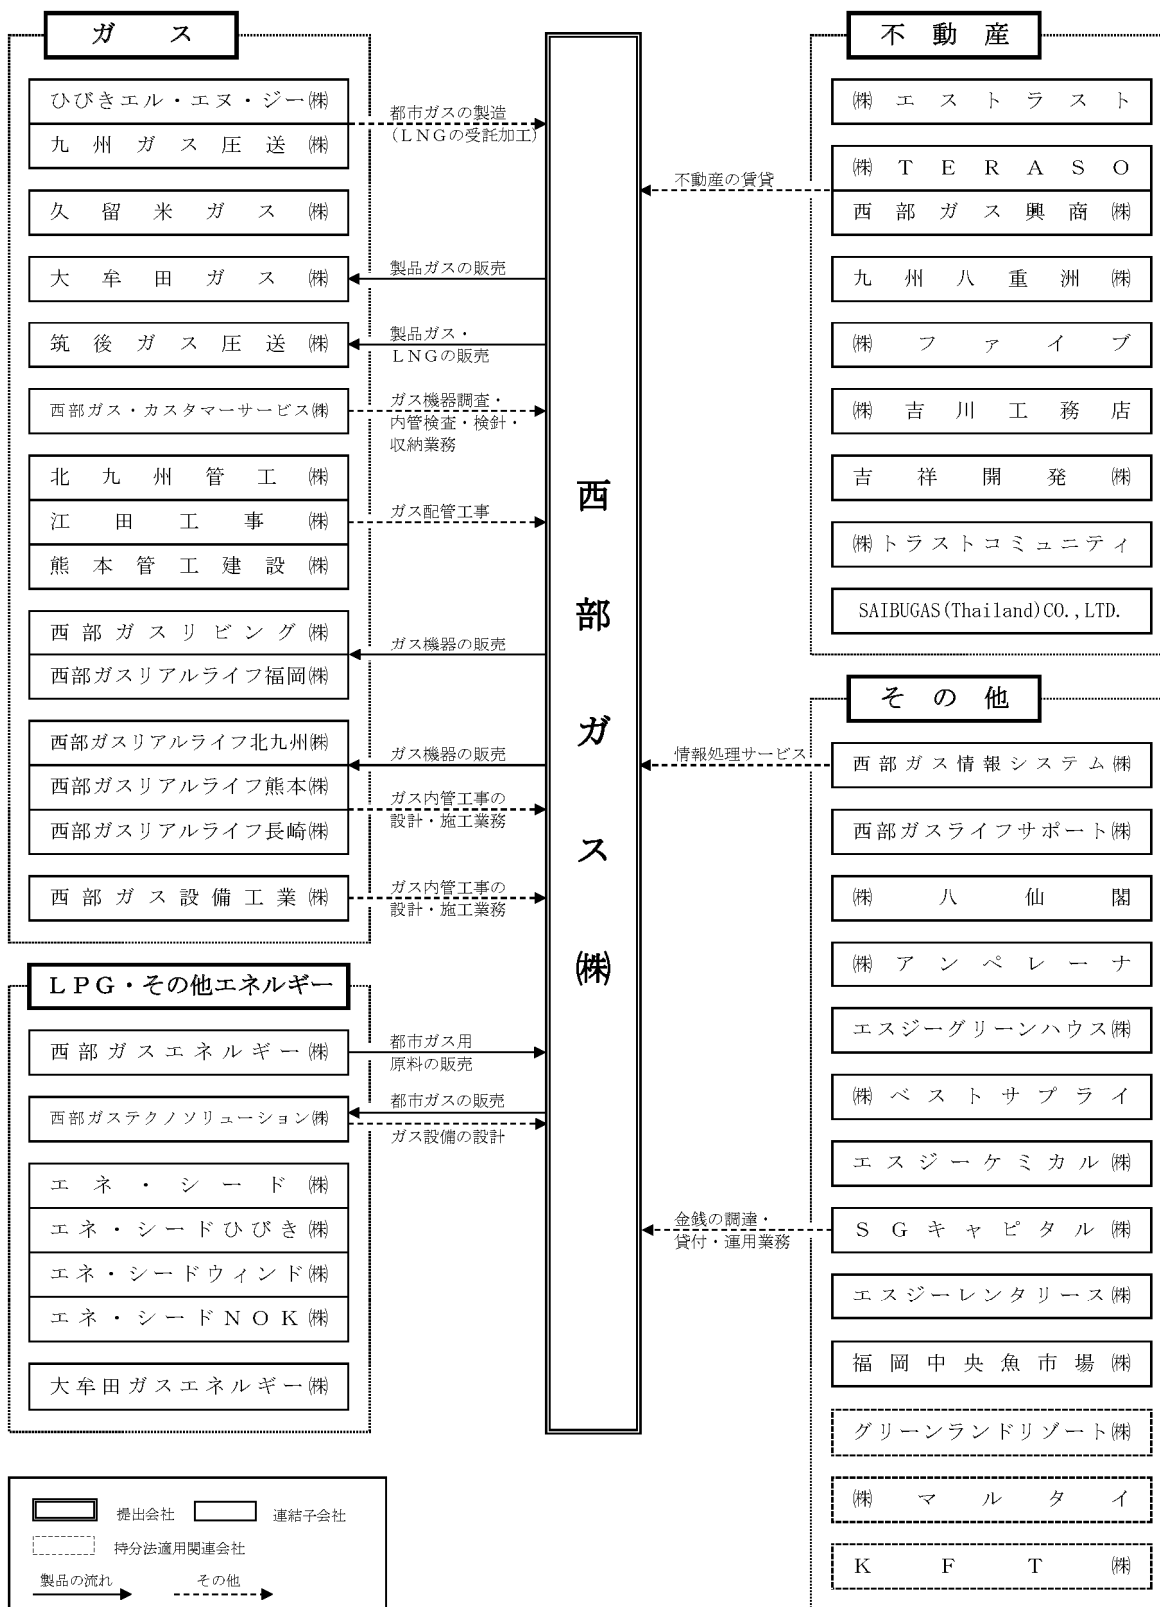 ガス
ひびきエル・エヌ・ジー㈱
九州ガス圧送㈱
久留米ガス㈱
大牟田ガス㈱
筑後ガス圧送㈱
西部ガス・カスタマーサービス㈱
北九州管工㈱
江田工事㈱
熊本管工建設㈱
西部ガスリビング㈱
西部ガスリアルライフ福岡㈱
西部ガスリアルライフ北九州㈱
西部ガスリアルライフ熊本㈱
西部ガスリアルライフ長崎㈱
西部ガス設備工業㈱
LPG・その他エネルギー
西部ガスエネルギー㈱
西部ガステクノソリューション㈱
エネ・シード㈱
エネ・シードひびき㈱
エネ・シードウィンド㈱
エネ・シードNOK㈱
大牟田ガスエネルギー㈱
都市ガスの製造
(LNGの受託加工)
製品ガスの販売
製品ガス・
LNGの販売
ガス機器調査・
内管検査・検針・
収納業務
ガス配管工事
ガス機器の販売
ガス機器の販売
ガス内管工事の
設計・施工業務
ガス内管工事の
設計・施工業務
都市ガス用
原料の販売
都市ガスの販売
ガス設備の設計
西部ガス㈱
不動産の賃貸
情報処理サービス
金銭の調達・
貸付・運用業務
不動産
㈱エストラスト
㈱TERASO
西部ガス興商㈱
九州八重洲㈱
㈱ファイブ
㈱吉川工務店
吉祥開発㈱
㈱トラストコミュニティ
SAIBUGAS(Thailand)CO.,LTD.
その他
西部ガス情報システム㈱
西部ガスライフサポート㈱
㈱八仙閣
㈱アンペレーナ
エスジーグリーンハウス㈱
㈱ベストサプライ
エスジーケミカル㈱
SGキャピタル㈱
エスジーレンタリース㈱
福岡中央魚市場㈱
グリーンランドリゾート㈱
㈱マルタイ
KFT㈱
提出会社
連結子会社
持分法適用関連会社
製品の流れ
その他